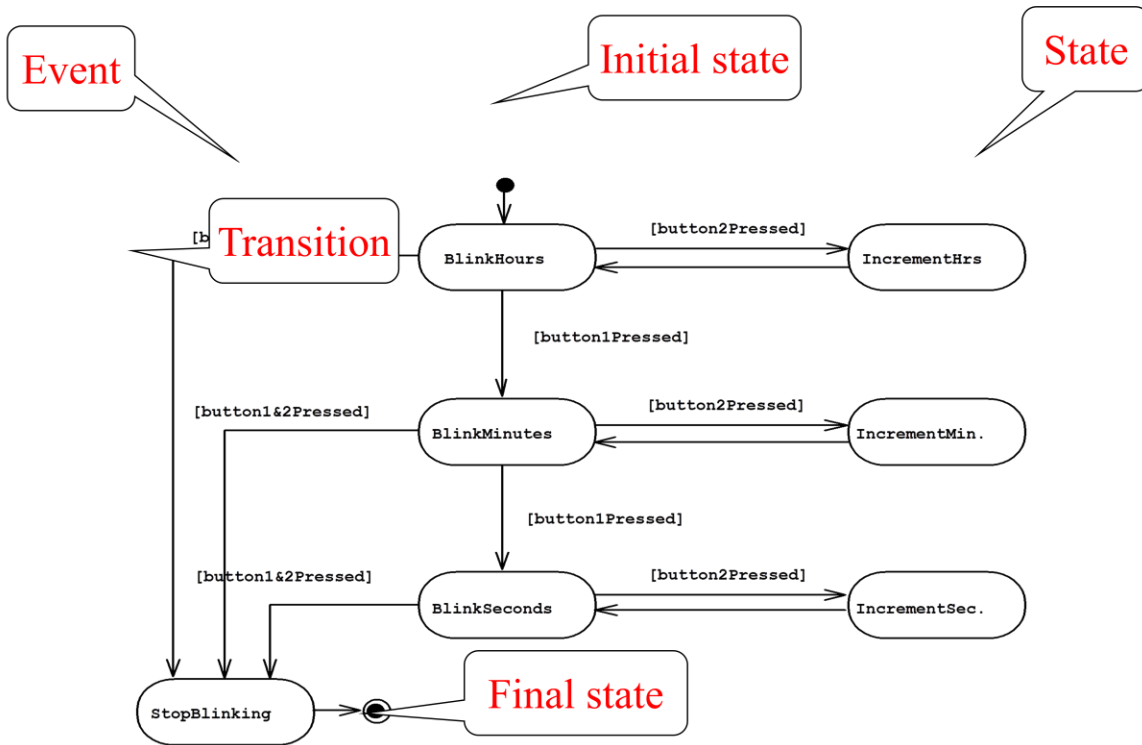 Event
Initial state
State
[b
Transition
[button2Pressed]
BlinkHours
IncrementHrs
[button1Pressed]
[button1&2Pressed]
[button2Pressed]
BlinkMinutes
IncrementMin.
[button1Pressed]
[button1&2Pressed]
[button2Pressed]
BlinkSeconds
IncrementSec.
StopBlinking
Final state